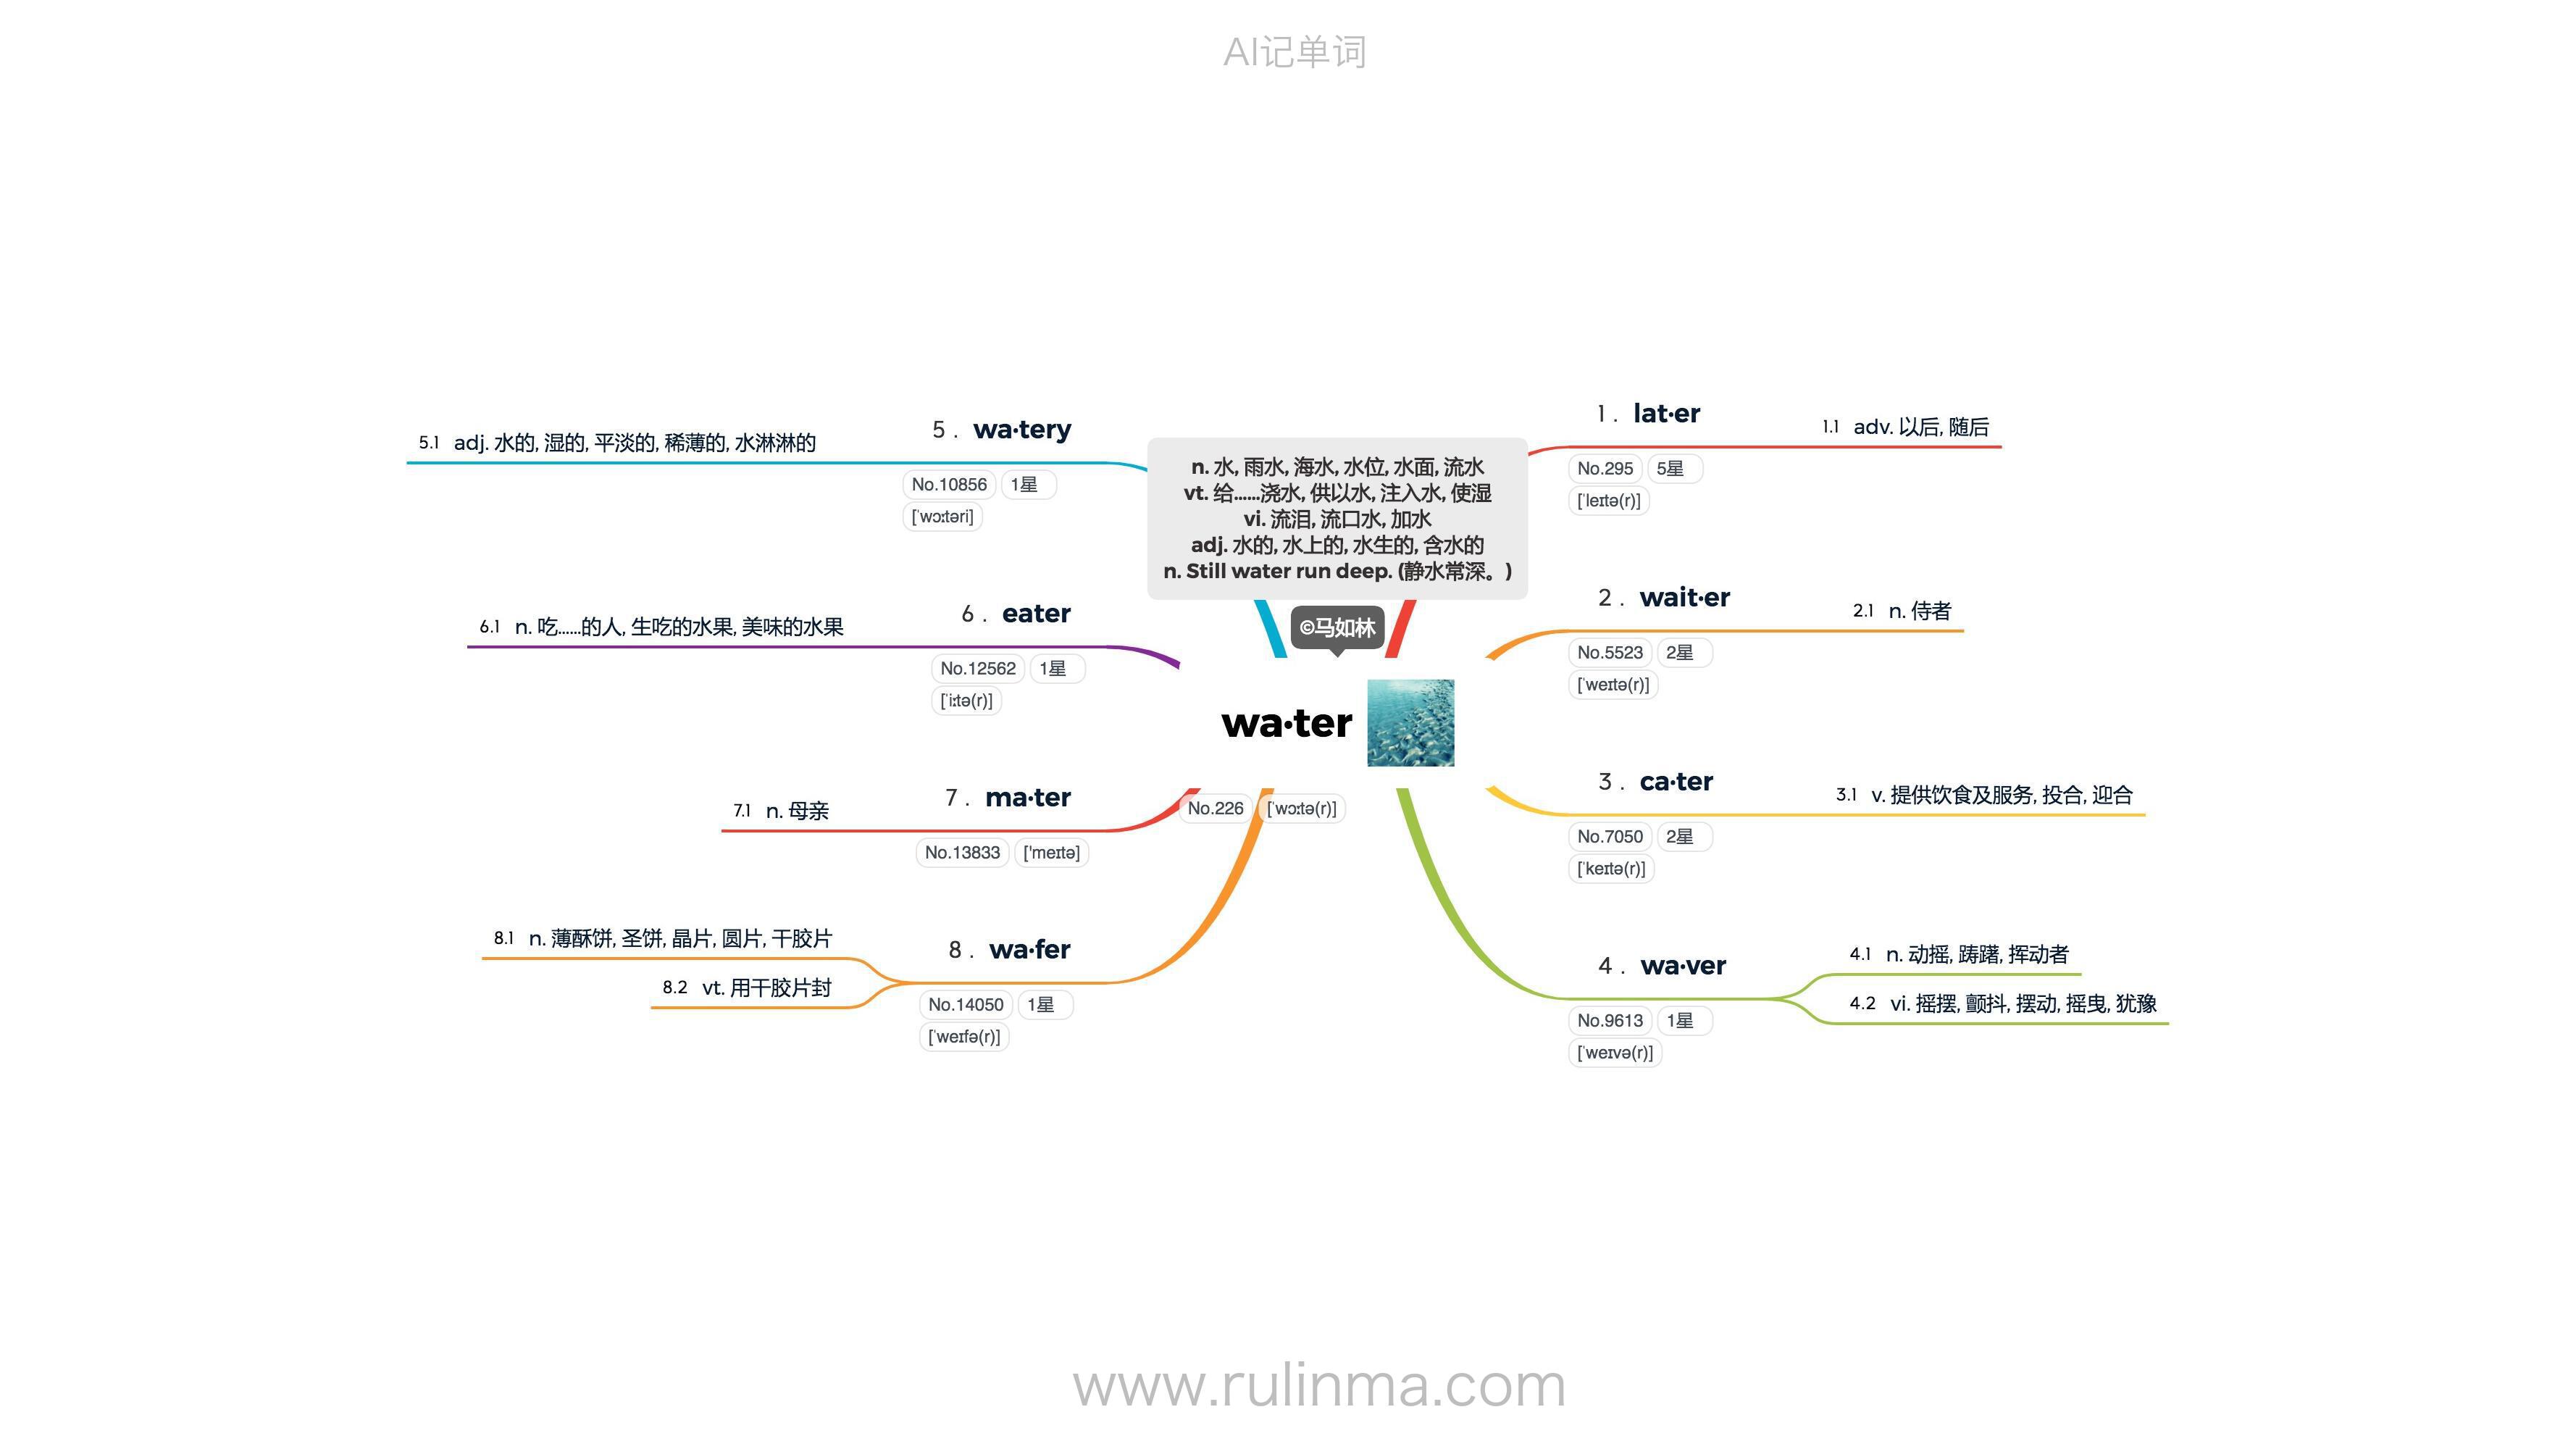 AI记单词
n. 水, 雨水, 海水, 水位, 水面, 流水
vt. 给......浇水, 供以水, 注入水, 使湿
vi. 流泪, 流口水, 加水
adj. 水的, 水上的, 水生的, 含水的
n. Still water run deep. (静水常深。)
©马如林
wa·ter
No.226 ['wɔːtə(r)]
1. lat·er
1.1 adv. 以后, 随后
No.295 5星
['leɪtə(r)]
2. wait·er
2.1 n. 侍者
No.5523 2星
['weɪtə(r)]
3. ca·ter
3.1 v. 提供饮食及服务, 投合, 迎合
No.7050 2星
['keɪtə(r)]
4. wa·ver
4.1 n. 动摇, 踌躇, 挥动者
4.2 vi. 摇摆, 颤抖, 摆动, 摇曳, 犹豫
No.9613 1星
['weɪvə(r)]
5. wa·tery
5.1 adj. 水的, 湿的, 平淡的, 稀薄的, 水淋淋的
No.10856 1星
['wɔːtəri]
6. eater
6.1 n. 吃......的人, 生吃的水果, 美味的水果
No.12562 1星
['iːtə(r)]
7. ma·ter
7.1 n. 母亲
No.13833 ['meɪtə]
8. wa·fer
8.1 n. 薄酥饼, 圣饼, 晶片, 圆片, 干胶片
8.2 vt. 用干胶片封
No.14050 1星
['weɪfə(r)]
www.rulinma.com